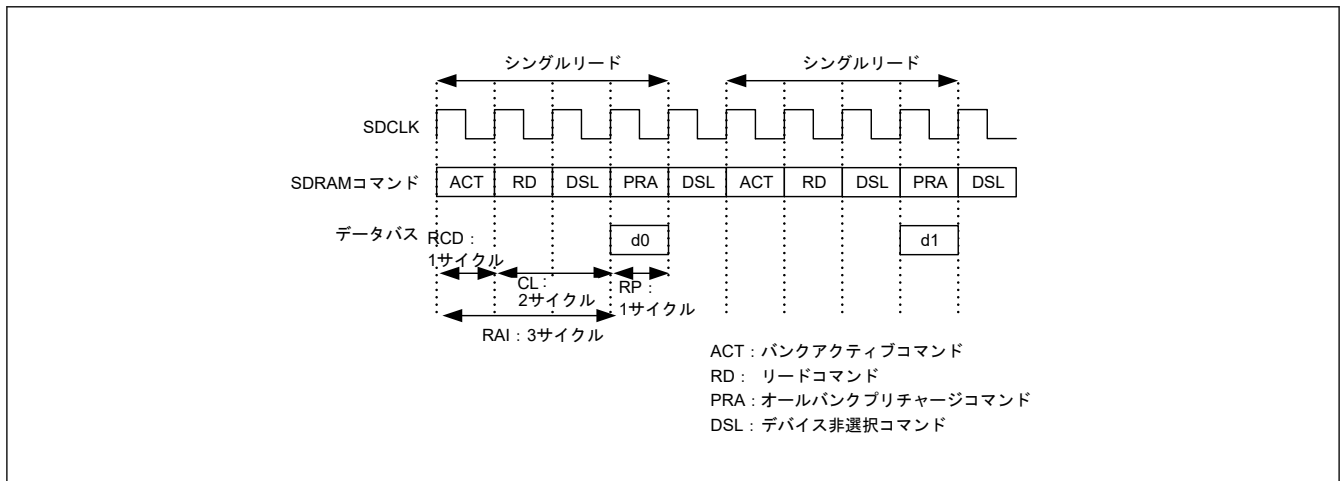 シングルリード シングルリード
SDCLK
SDRAMコマンド ACT RD DSL PRA DSL ACT RD DSL PRA DSL
データバス d0 d1
RCD:
1サイクル
CL:
2サイクル
RP:
1サイクル
RAI:3サイクル
ACT:バンクアクティブコマンド
RD: リードコマンド
PRA:オールバンクプリチャージコマンド
DSL:デバイス非選択コマンド